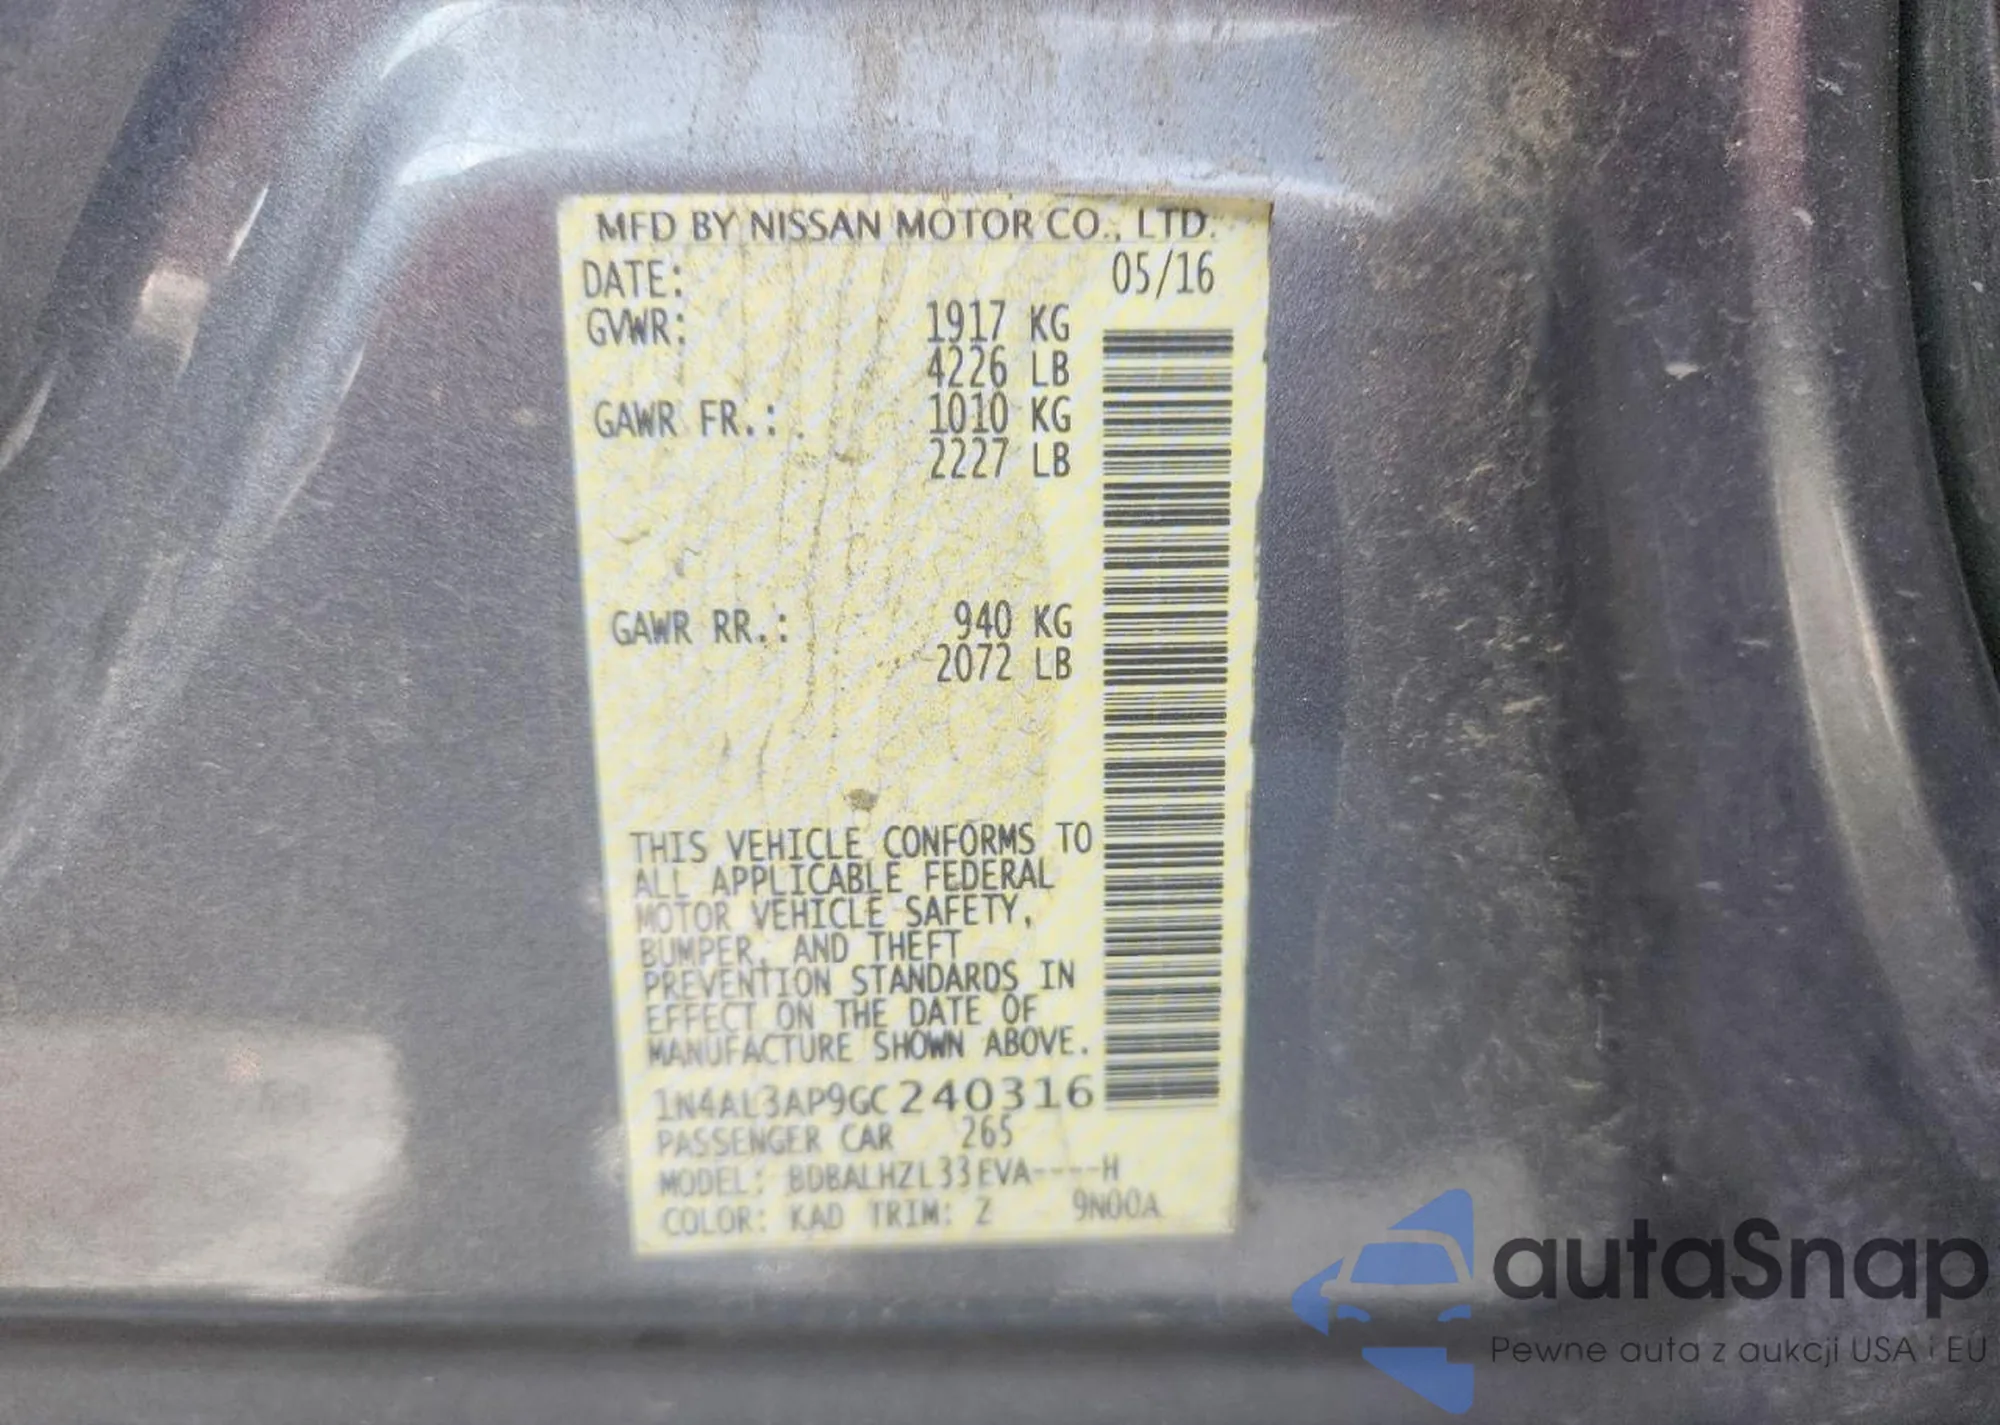 MFD BY NISSAN MOTOR CO., LTD.
DATE: 05/16
GVWR: 1917 KG
4226 LB
GAWR FR.: 1010 KG
2227 LB
GAWR RR.: 940 KG
2072 LB
THIS VEHICLE CONFORMS TO
ALL APPLICABLE FEDERAL
MOTOR VEHICLE SAFETY,
BUMPER, AND THEFT
PREVENTION STANDARDS IN
EFFECT ON THE DATE OF
MANUFACTURE SHOWN ABOVE.
1N4AL3AP9GC240316
PASSENGER CAR 265
MODEL: BDBALHZL33EVA----H
COLOR: KAD TRIM: Z 9N00A
autaSnap
Pewne auta z aukcji USA i EU